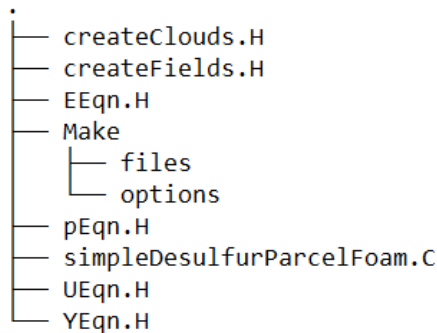 .
├── createClouds.H
├── createFields.H
├── EEqn.H
├── Make
│   ├── files
│   └── options
├── pEqn.H
├── simpleDesulfurParcelFoam.C
├── UEqn.H
└── YEqn.H